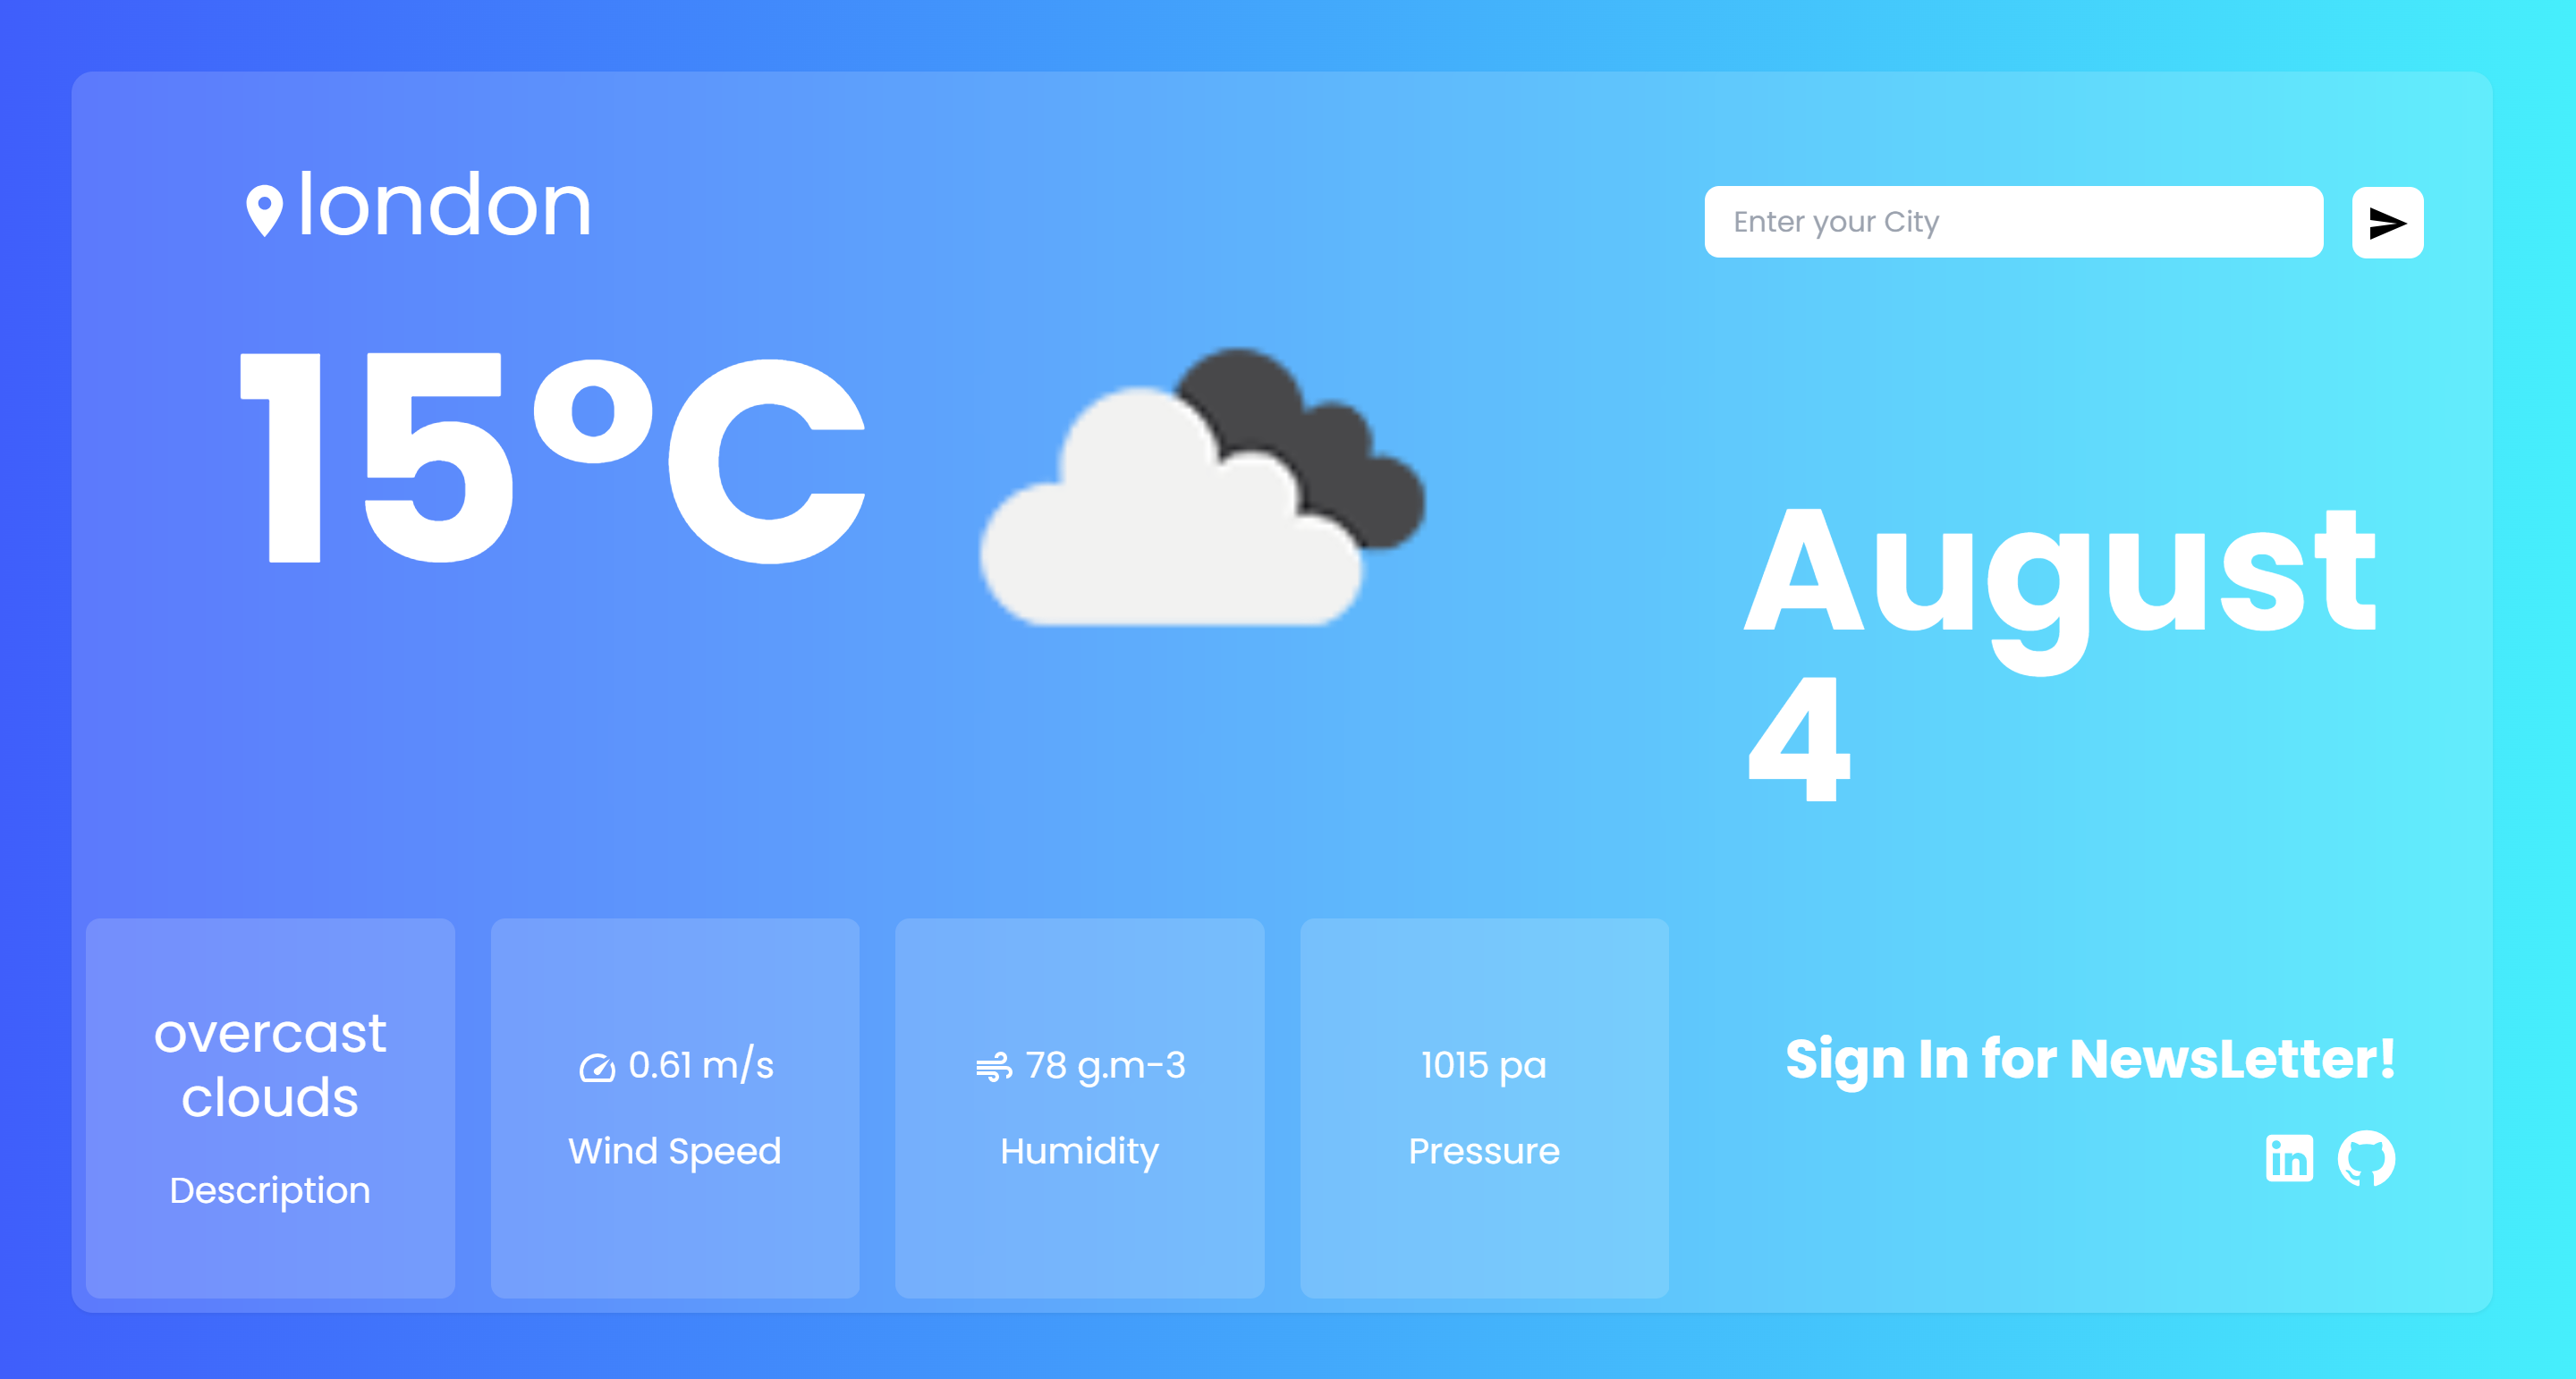 london
Enter your City
15°C
August
4
overcast
clouds
Description
0.61 m/s
Wind Speed
78 g.m-3
Humidity
1015 pa
Pressure
Sign In for NewsLetter!
in